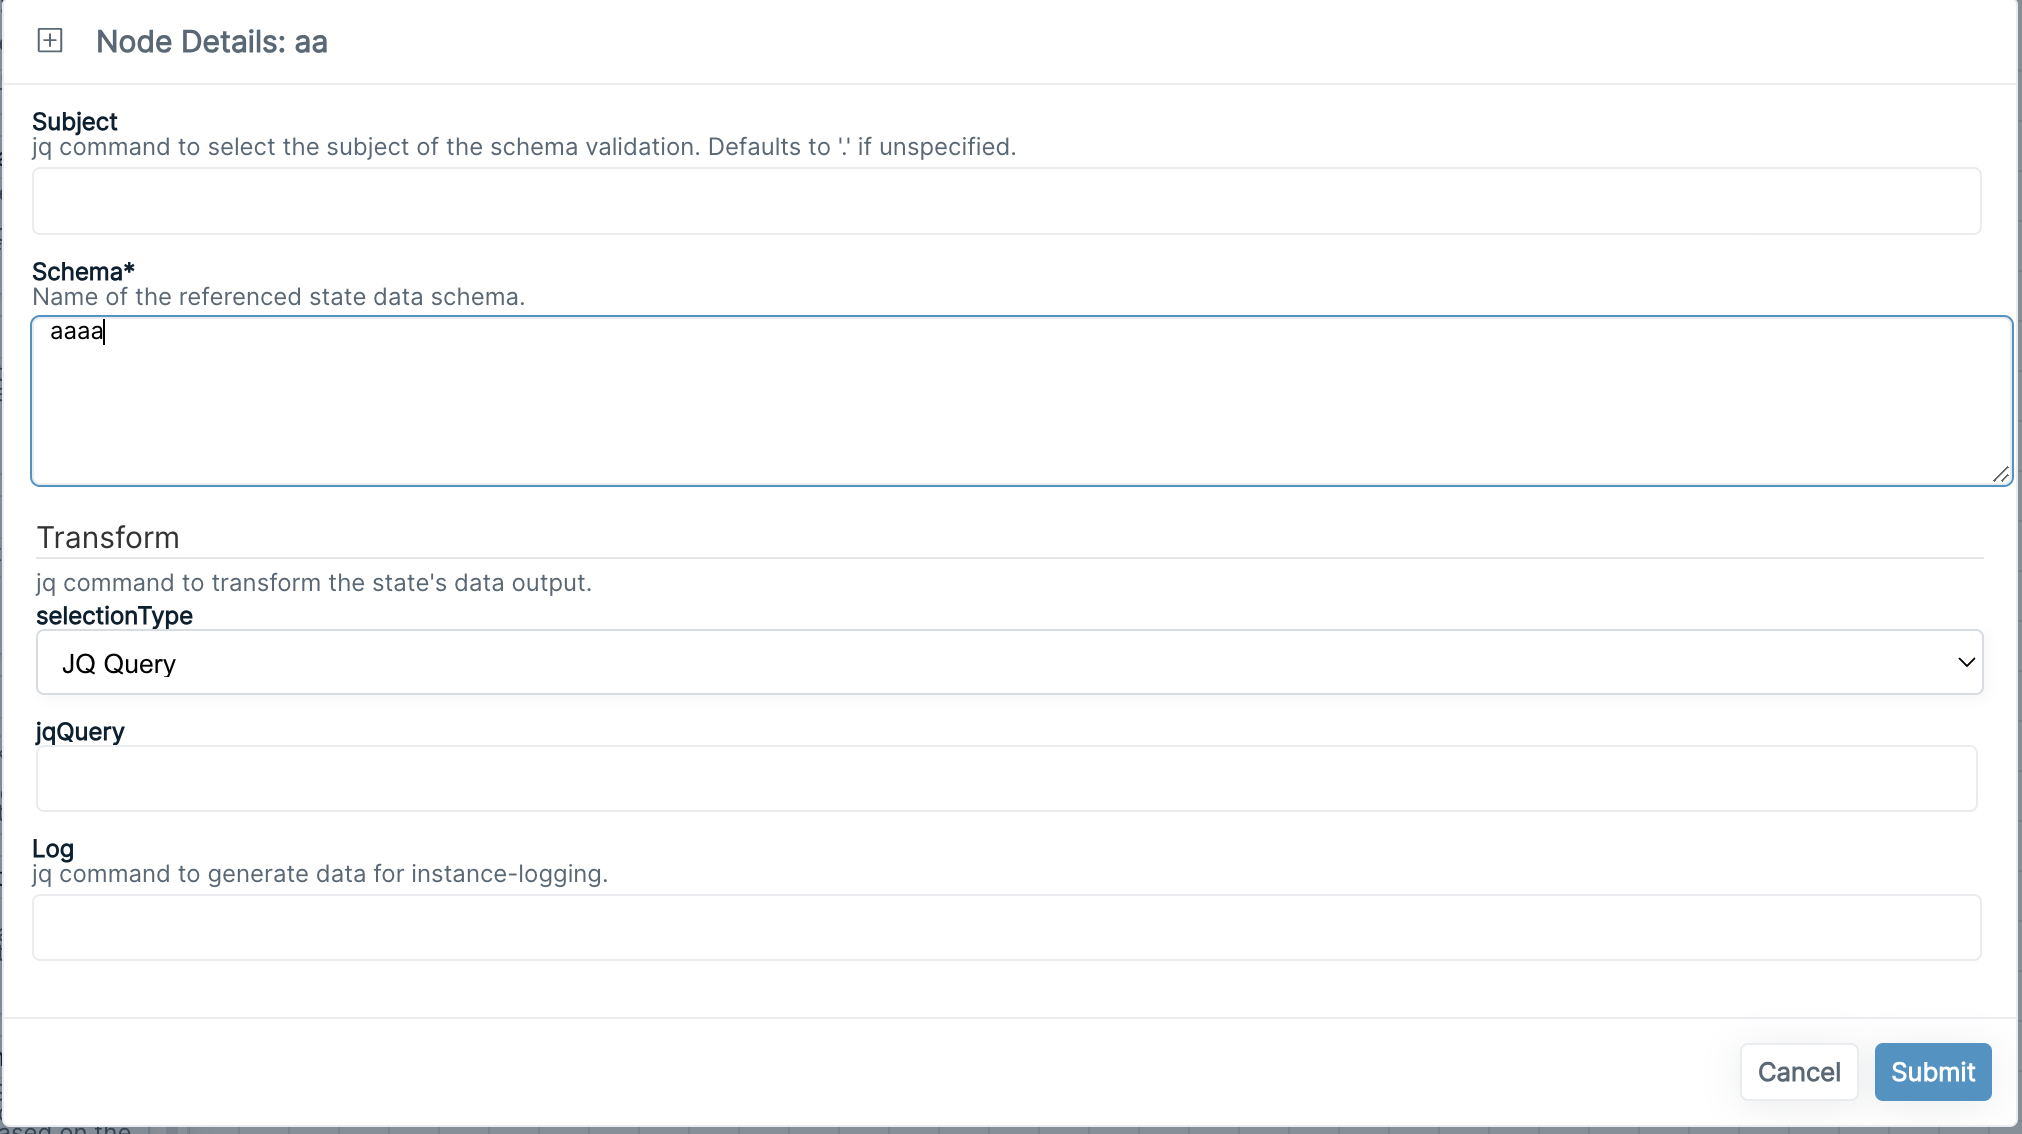 Node Details: aa
Subject
jq command to select the subject of the schema validation. Defaults to '.' if unspecified.
Schema*
Name of the referenced state data schema.
aaaa
Transform
jq command to transform the state's data output.
selectionType
JQ Query
jqQuery
Log
jq command to generate data for instance-logging.
Cancel Submit
ased on the